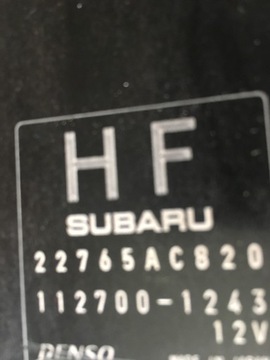 HF
SUBARU
22765AC820
112700-1243
12V
DENSO